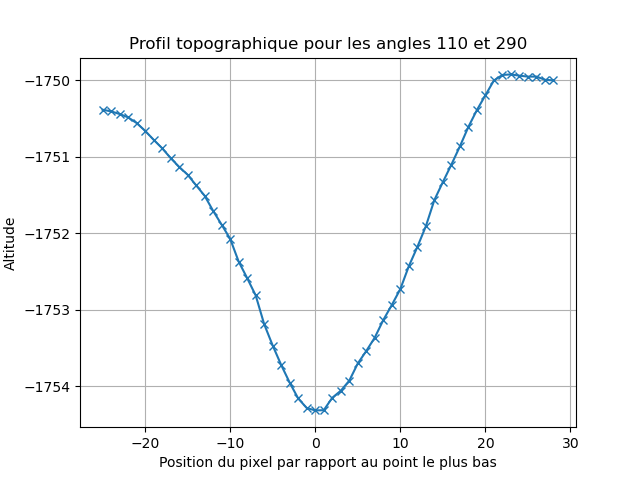 Profil topographique pour les angles 110 et 290
Altitude
−1750
−1751
−1752
−1753
−1754
−20 −10 0 10 20 30
Position du pixel par rapport au point le plus bas